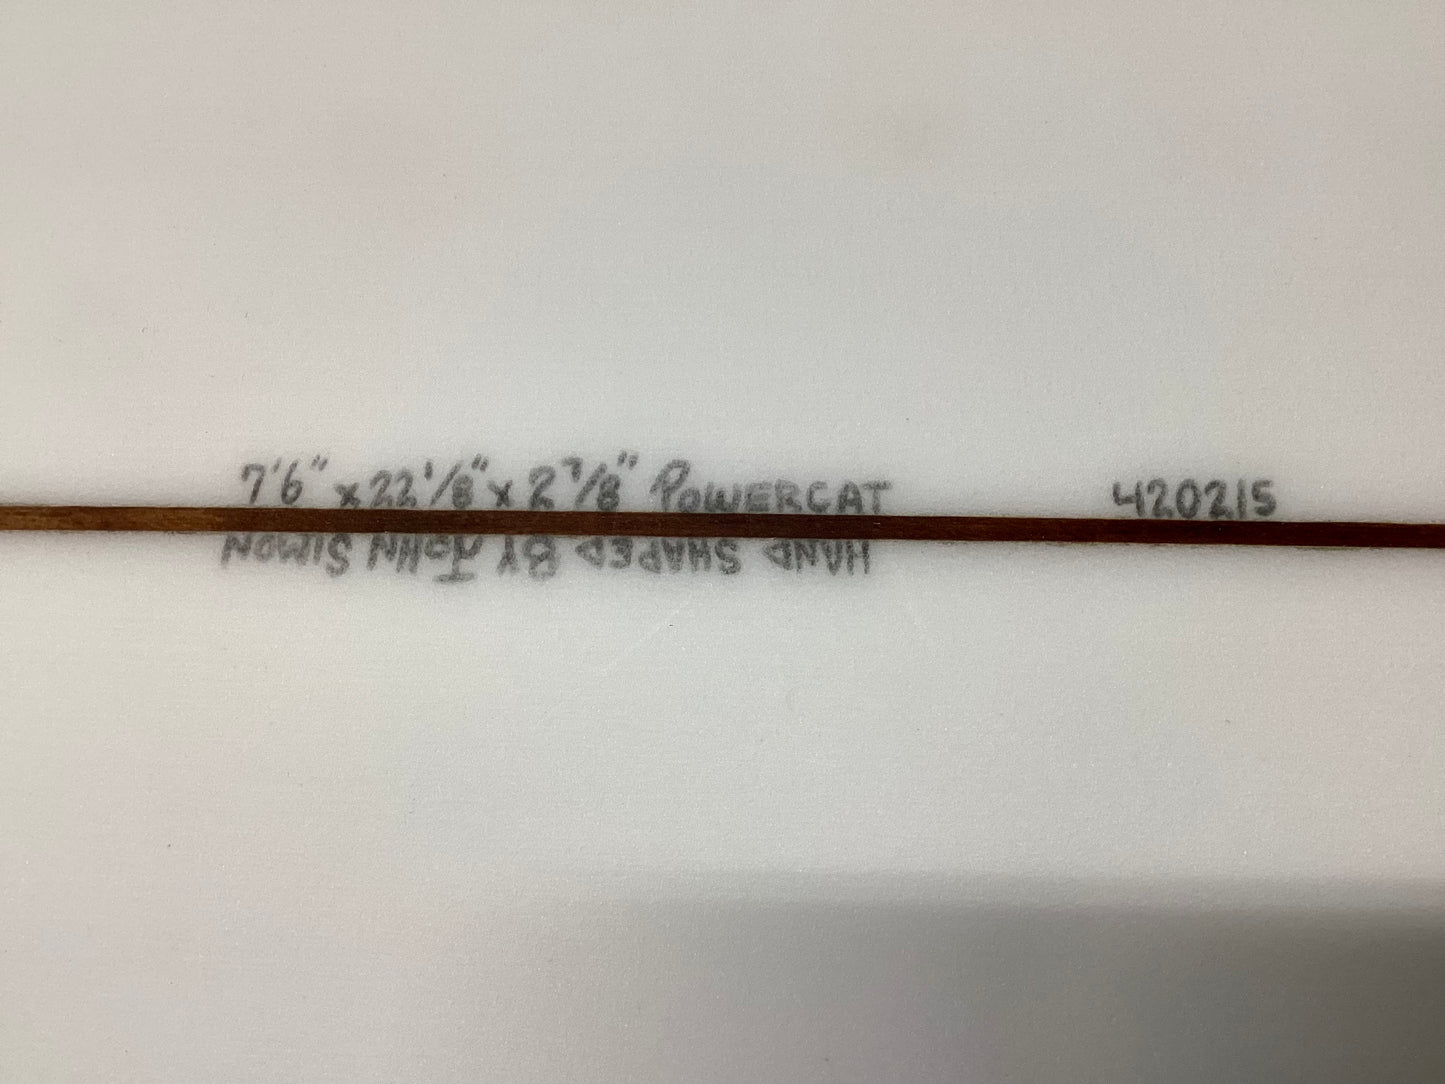 7'6" x 22 1/8" x 2 7/8" POWERCAT 420215
HAND SHAPED BY JOHN SIMON